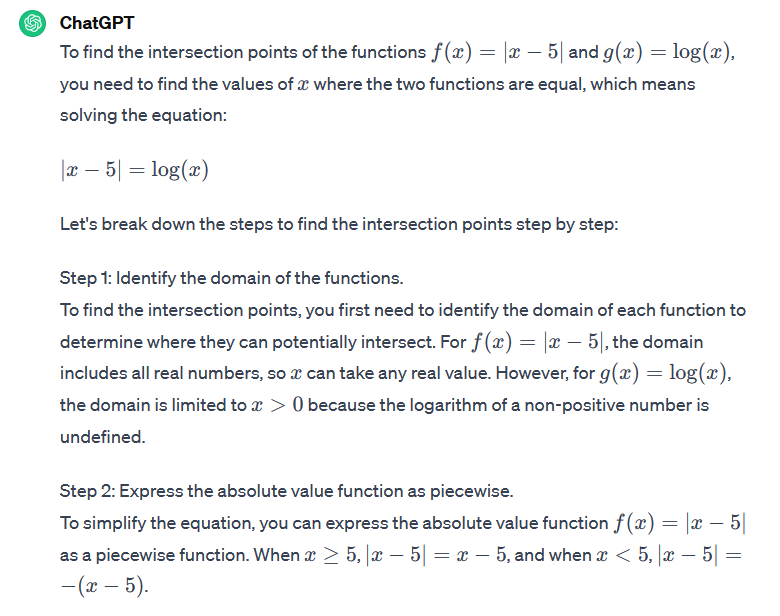 ChatGPT
To find the intersection points of the functions f(x) = |x − 5| and g(x) = log(x),
you need to find the values of x where the two functions are equal, which means
solving the equation:
|x − 5| = log(x)
Let's break down the steps to find the intersection points step by step:
Step 1: Identify the domain of the functions.
To find the intersection points, you first need to identify the domain of each function to
determine where they can potentially intersect. For f(x) = |x − 5|, the domain
includes all real numbers, so x can take any real value. However, for g(x) = log(x),
the domain is limited to x > 0 because the logarithm of a non-positive number is
undefined.
Step 2: Express the absolute value function as piecewise.
To simplify the equation, you can express the absolute value function f(x) = |x − 5|
as a piecewise function. When x ≥ 5, |x − 5| = x − 5, and when x < 5, |x − 5| =
−(x − 5).